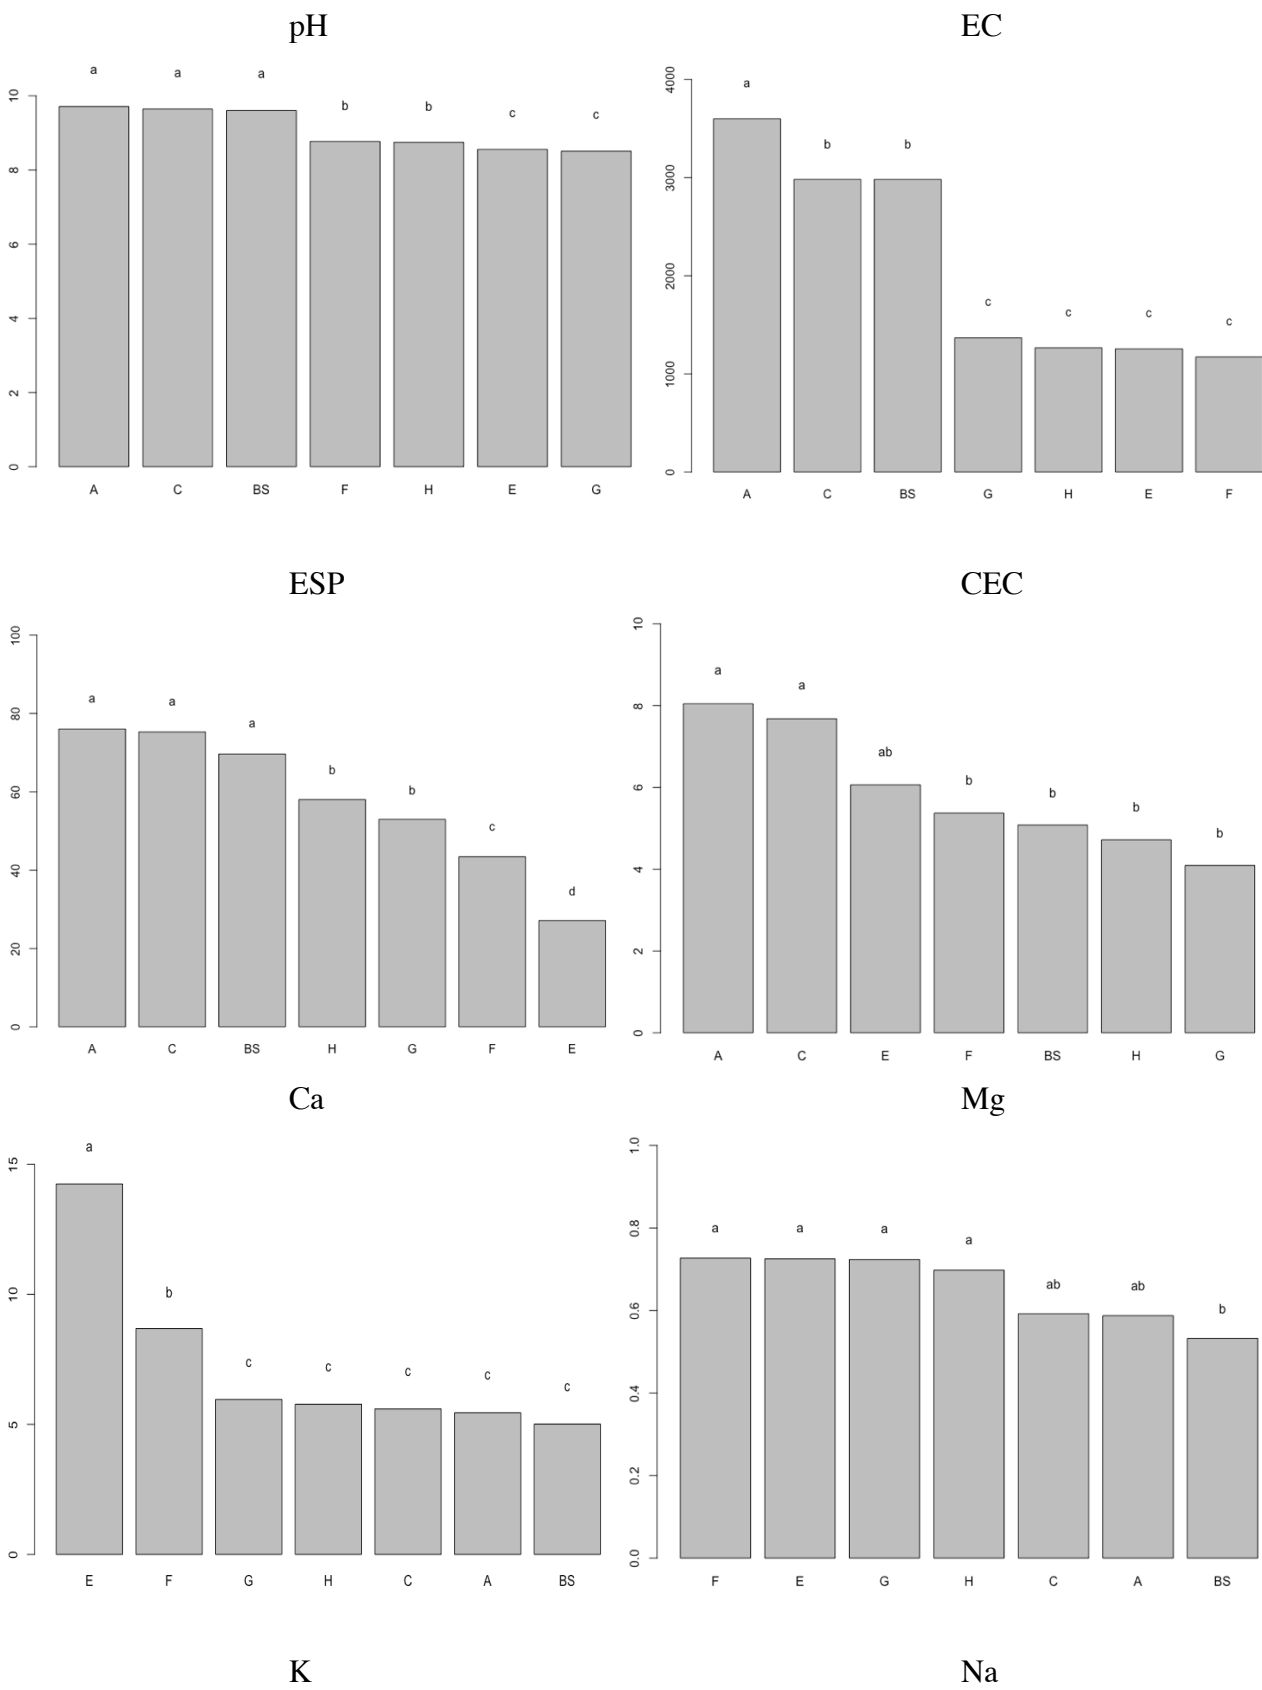 pH
EC
a a a b b c c
10
8
6
4
2
0
A C BS F H E G
a b b c c c c
4000
3000
2000
1000
0
A C BS G H E F
ESP
CEC
a a a b b c d
100
80
60
40
20
0
A C BS H G F E
a a ab b b b b
10
8
6
4
2
0
A C E F BS H G
Ca
Mg
a b c c c c c
15
10
5
0
E F G H C A BS
a a a a ab ab b
1.0
0.8
0.6
0.4
0.2
0.0
F E G H C A BS
K
Na